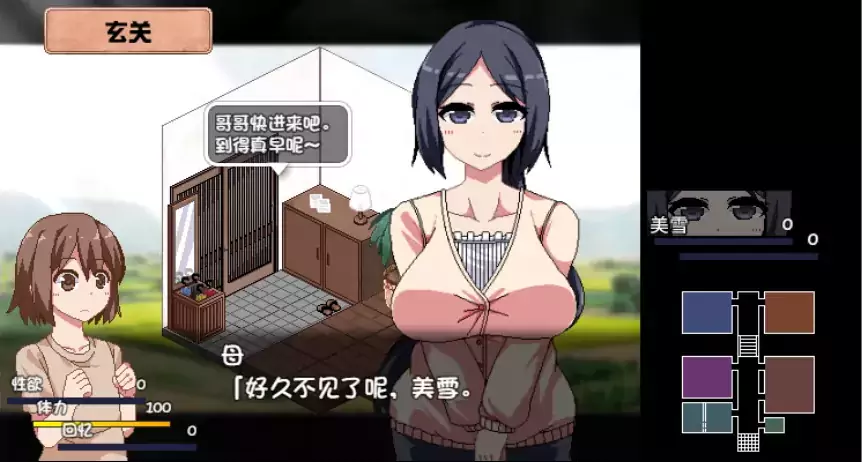 玄关
哥哥快进来吧。
到得真早呢～
美雪
0
0
性欲
0
体力
100
回忆
0
母
「好久不见了呢，美雪。